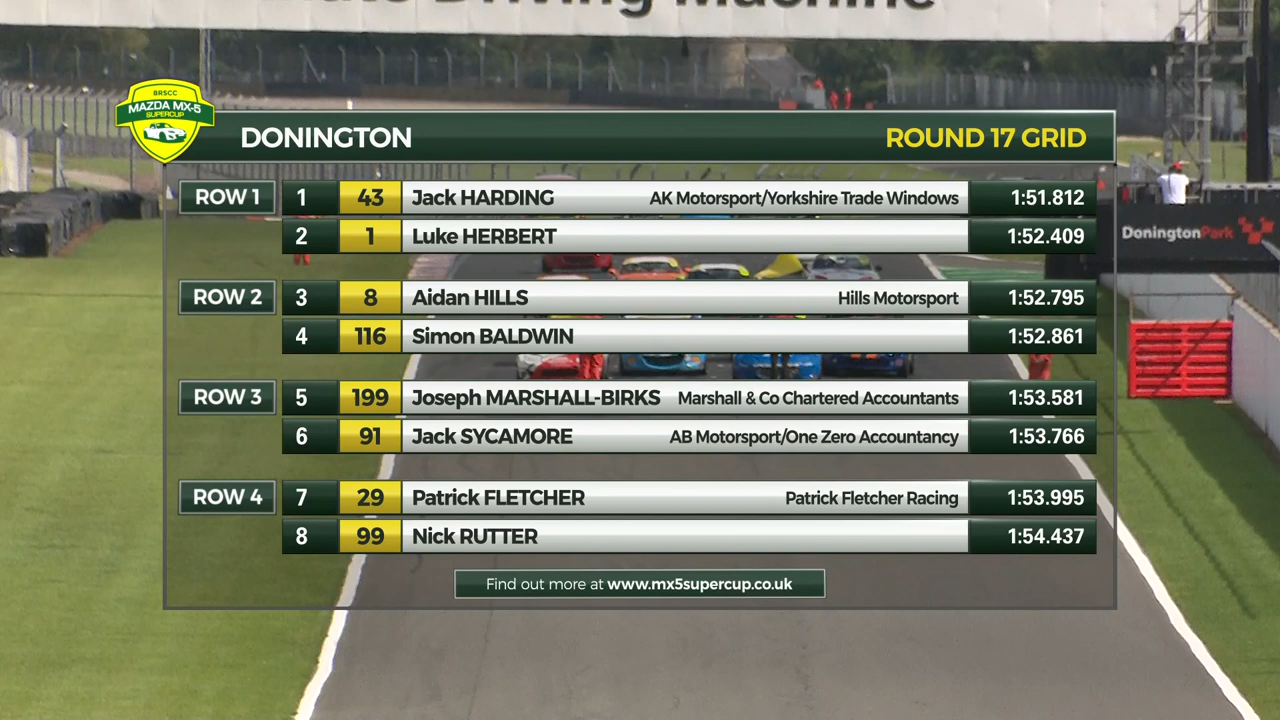 Driving Machine
BRSCC
MAZDA MX-5
SUPERCUP
DONINGTON ROUND 17 GRID
ROW 1 1 43 Jack HARDING AK Motorsport/Yorkshire Trade Windows 1:51.812
2 1 Luke HERBERT 1:52.409
DoningtonPark
ROW 2 3 8 Aidan HILLS Hills Motorsport 1:52.795
4 116 Simon BALDWIN 1:52.861
ROW 3 5 199 Joseph MARSHALL-BIRKS Marshall & Co Chartered Accountants 1:53.581
6 91 Jack SYCAMORE AB Motorsport/One Zero Accountancy 1:53.766
ROW 4 7 29 Patrick FLETCHER Patrick Fletcher Racing 1:53.995
8 99 Nick RUTTER 1:54.437
Find out more at www.mx5supercup.co.uk